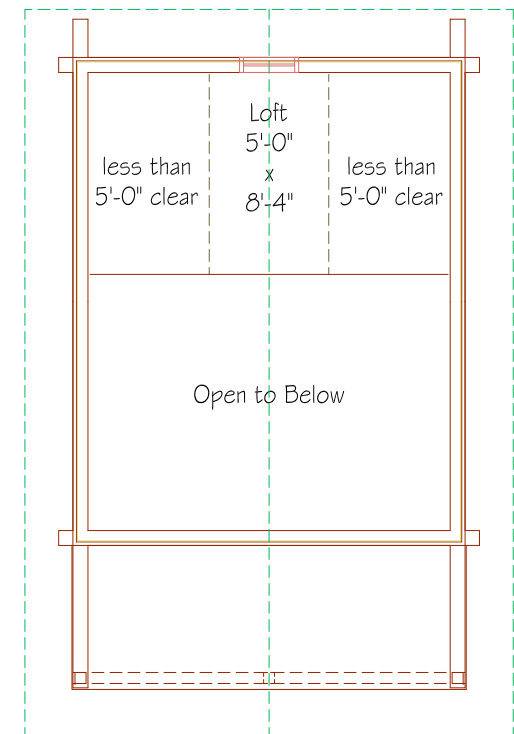 Loft
5'-0"
x
8'-4"
less than
5'-0" clear
less than
5'-0" clear
Open to Below